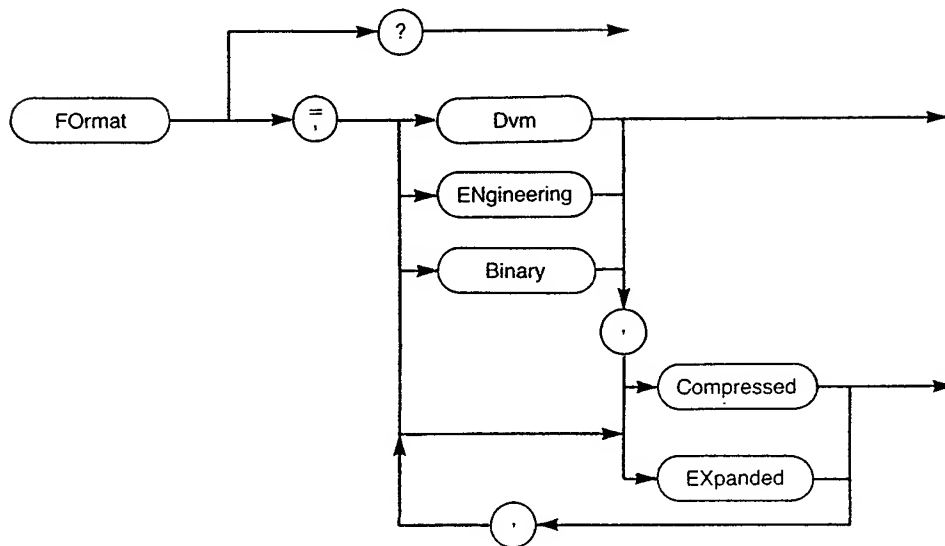 ?
FOrmat
=
,
Dvm
ENgineering
Binary
,
Compressed
EXpanded
,